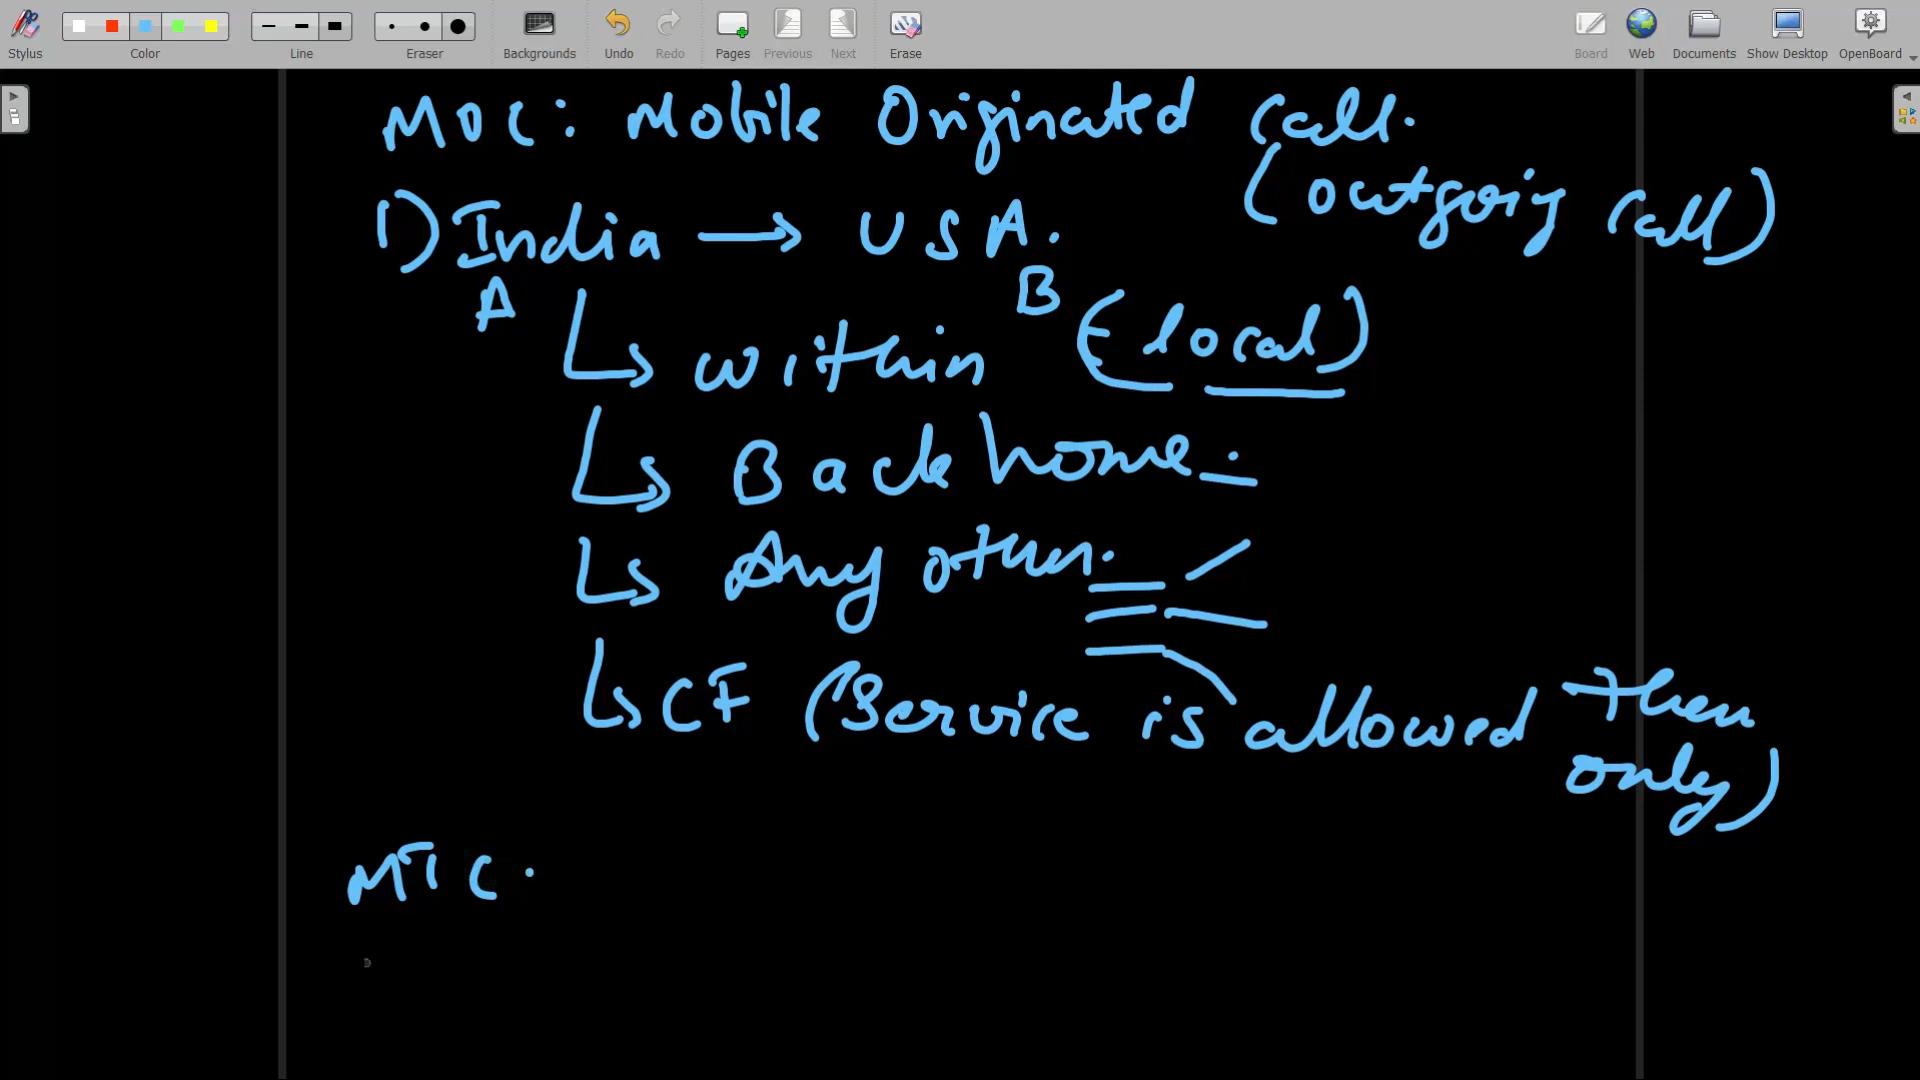 Stylus Color Line Eraser Backgrounds Undo Redo Pages Previous Next Erase Board Web Documents Show Desktop OpenBoard
MOC: Mobile Originated Call.
(outgoing call)
1) India → USA.
A B
↳ within (local)
↳ Back home.
↳ Any other.
↳ CF (Service is allowed then
only)
MTC.